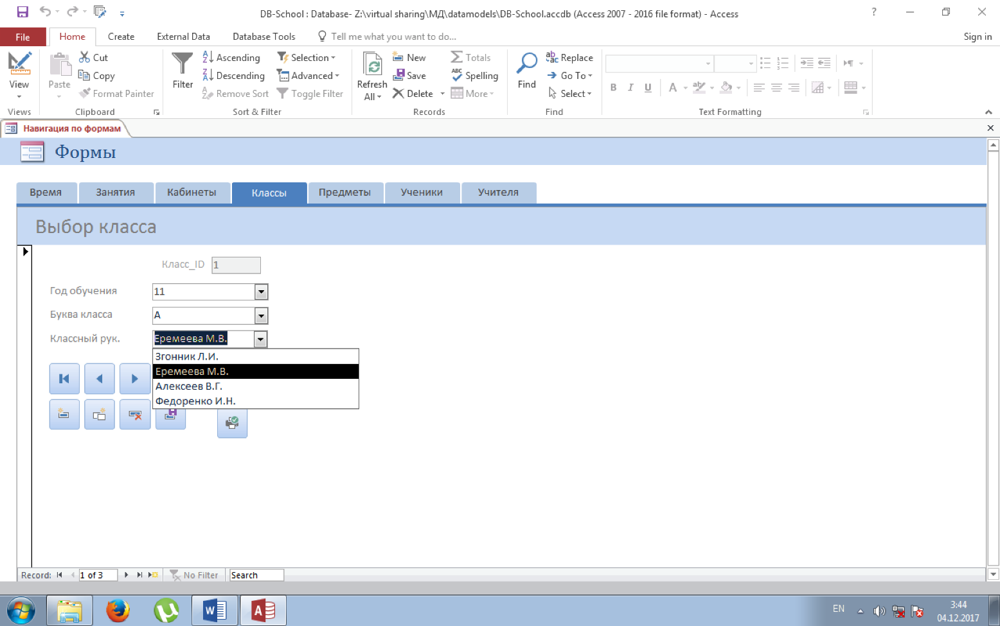 DB-School : Database- Z:\virtual sharing\МД\datamodels\DB-School.accdb (Access 2007 - 2016 file format) - Access
?
File Home Create External Data Database Tools Tell me what you want to do... Sign in
View
Views
Paste
Cut
Copy
Format Painter
Clipboard
Filter
Ascending
Descending
Remove Sort
Selection
Advanced
Toggle Filter
Sort & Filter
Refresh
All
New
Save
Delete
Totals
Spelling
More
Records
Find
Replace
Go To
Select
Find
B I U A
Text Formatting
Навигация по формам
Формы
Время Занятия Кабинеты Классы Предметы Ученики Учителя
Выбор класса
Класс_ID 1
Год обучения 11
Буква класса А
Классный рук. Еремеева М.В.
Згонник Л.И.
Еремеева М.В.
Алексеев В.Г.
Федоренко И.Н.
Record: 1 of 3 No Filter Search
EN
3:44
04.12.2017